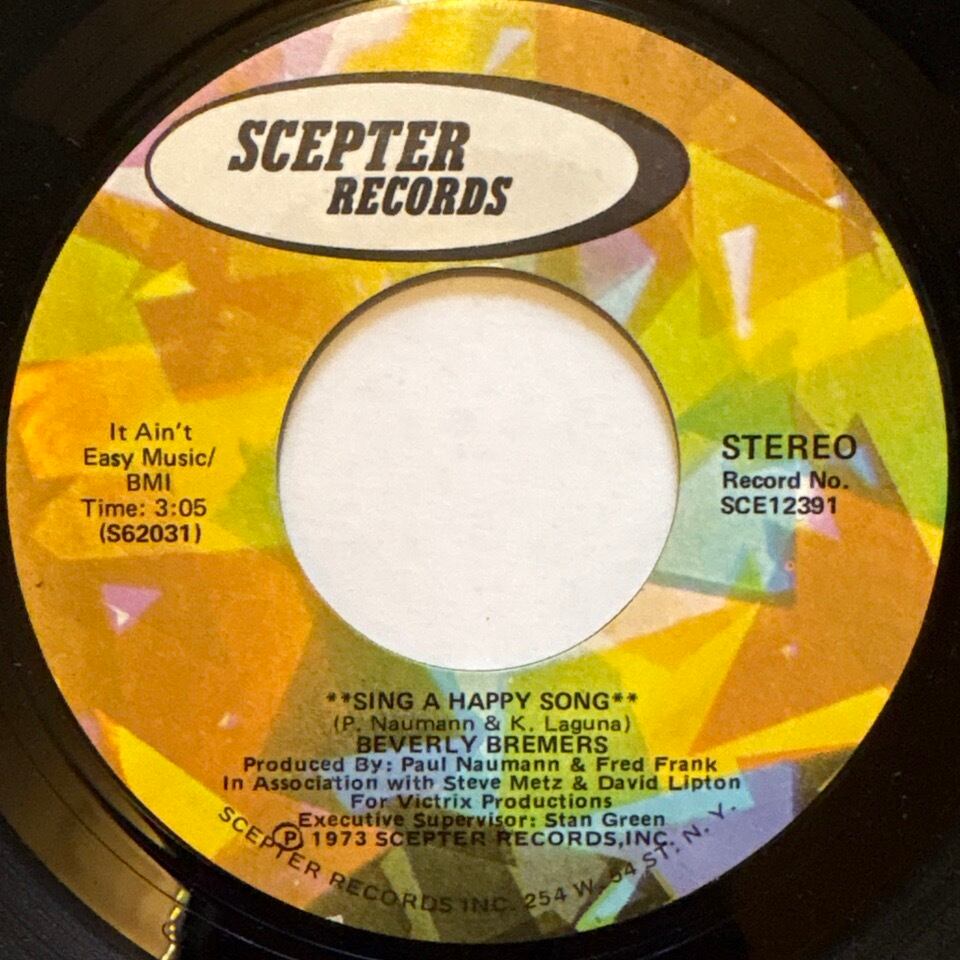 SCEPTER
RECORDS
It Ain't
Easy Music/
BMI
Time: 3:05
(S62031)
STEREO
Record No.
SCE12391
**SING A HAPPY SONG**
(P. Naumann & K. Laguna)
BEVERLY BREMERS
Produced By: Paul Naumann & Fred Frank
In Association with Steve Metz & David Lipton
For Victrix Productions
Executive Supervisor: Stan Green
℗ 1973 SCEPTER RECORDS,INC.
SCEPTER RECORDS INC. 254 W. 54 ST. N. Y.